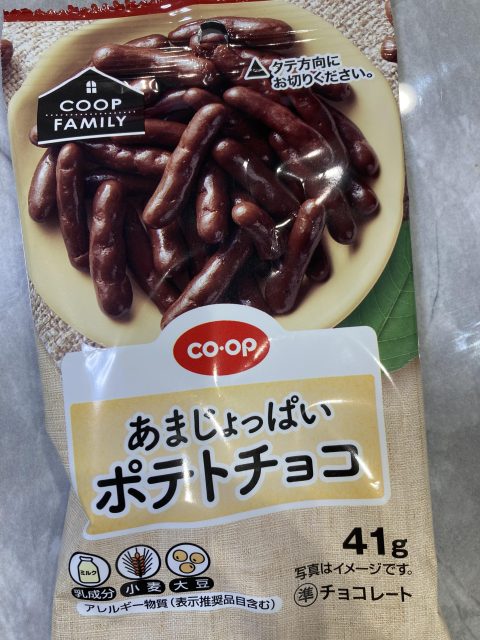 タテ方向に
お切りください。
COOP
FAMILY
CO・OP
あまじょっぱい
ポテトチョコ
41g
写真はイメージです。
準 チョコレート
ミルク
乳成分 小麦 大豆
アレルギー物質(表示推奨品目含む)